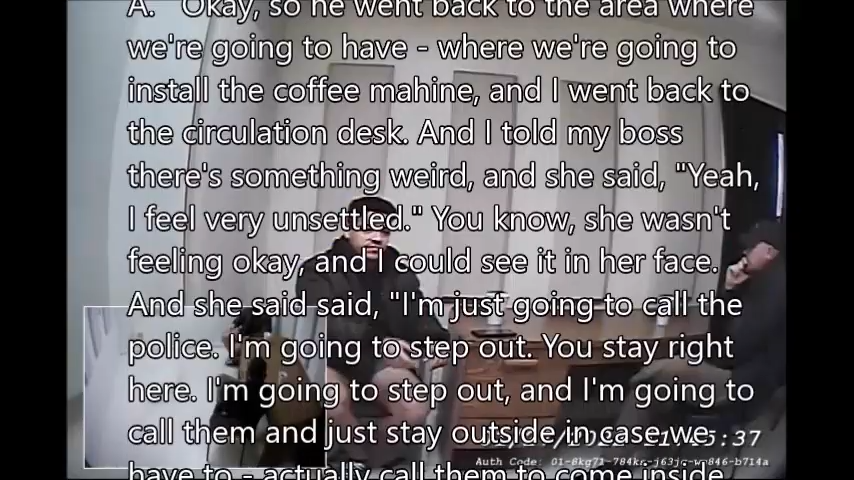 A. Okay, so he went back to the area where
we're going to have - where we're going to
install the coffee mahine, and I went back to
the circulation desk. And I told my boss
there's something weird, and she said, "Yeah,
I feel very unsettled." You know, she wasn't
feeling okay, and I could see it in her face.
And she said said, "I'm just going to call the
police. I'm going to step out. You stay right
here. I'm going to step out, and I'm going to
call them and just stay outside in case we
have to - actually call them to come inside
Auth Code: